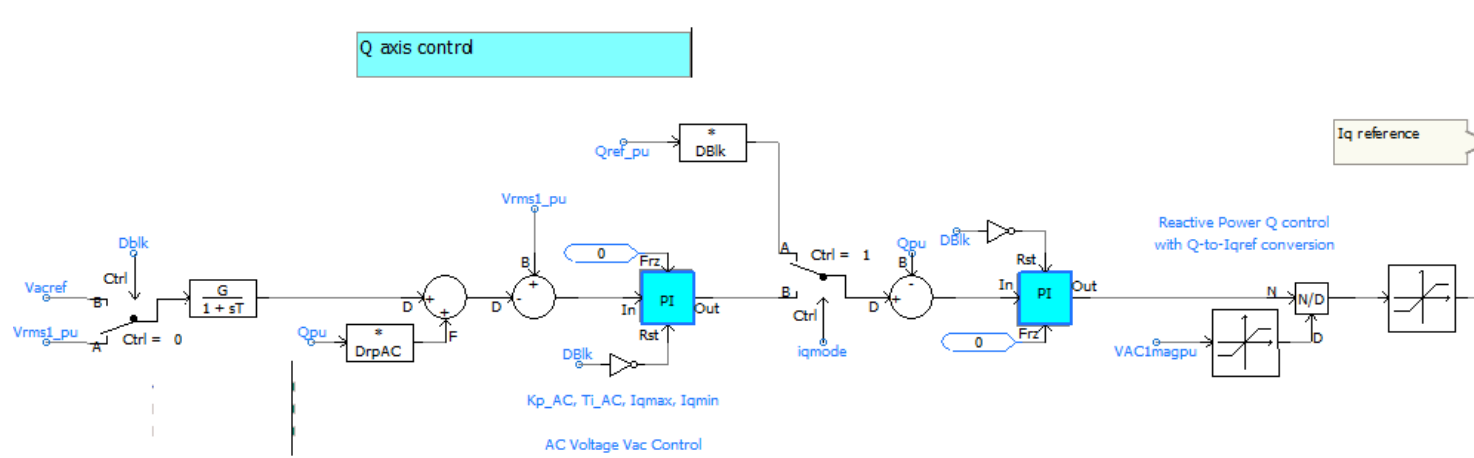 Q axis control
*
DBlk
Qref_pu
Iq reference
Vrms1_pu
Reactive Power Q control
with Q-to-Iqref conversion
Dblk
Ctrl
Vacref
B
Vrms1_pu
A
Ctrl = 0
G
1 + sT
D
+
+
F
Qpu
*
DrpAC
B
+
D
-
0
Frz
PI
In
Out
Rst
DBlk
Kp_AC, Ti_AC, Iqmax, Iqmin
AC Voltage Vac Control
A
Ctrl = 1
B
Ctrl
iqmode
Qpu
B
-
D
+
DBlk
Rst
In
PI
Out
Frz
0
N
N/D
D
VAC1magpu